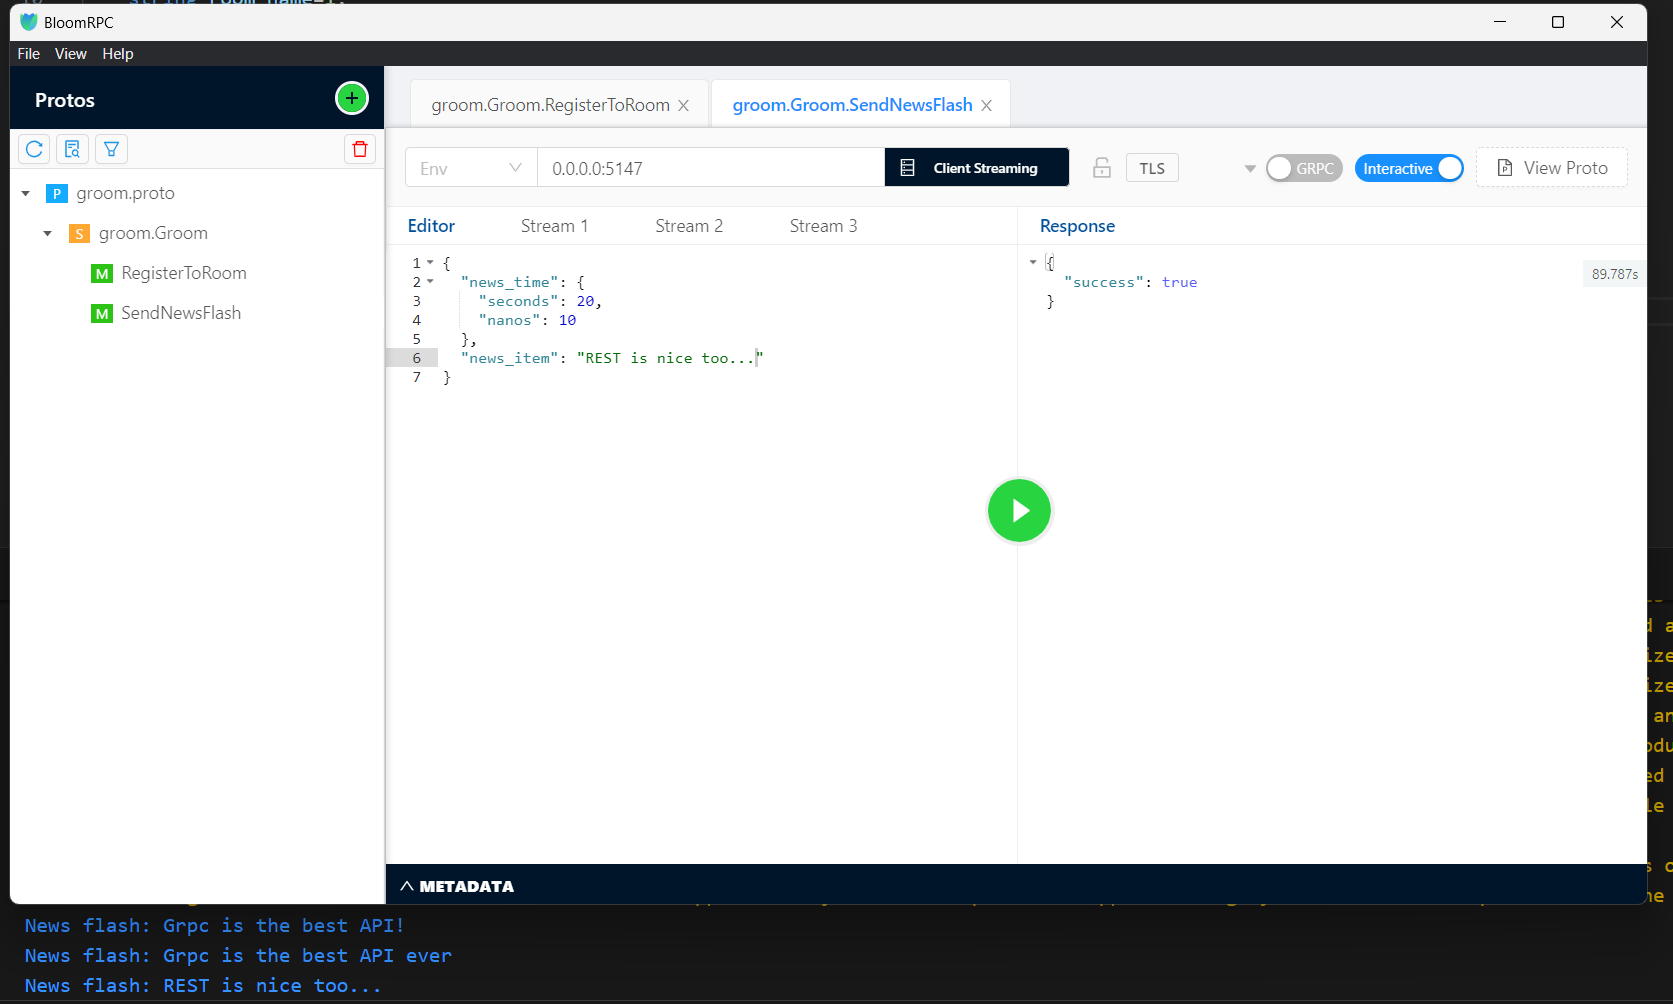 BloomRPC
File View Help
Protos
groom.Groom.RegisterToRoom
groom.Groom.SendNewsFlash
Env
0.0.0.0:5147
Client Streaming
TLS
GRPC
Interactive
View Proto
P groom.proto
S groom.Groom
M RegisterToRoom
M SendNewsFlash
Editor
Stream 1
Stream 2
Stream 3
1 {
2 "news_time": {
3 "seconds": 20,
4 "nanos": 10
5 },
6 "news_item": "REST is nice too..."
7 }
Response
{
"success": true
}
89.787s
METADATA
News flash: Grpc is the best API!
News flash: Grpc is the best API ever
News flash: REST is nice too...